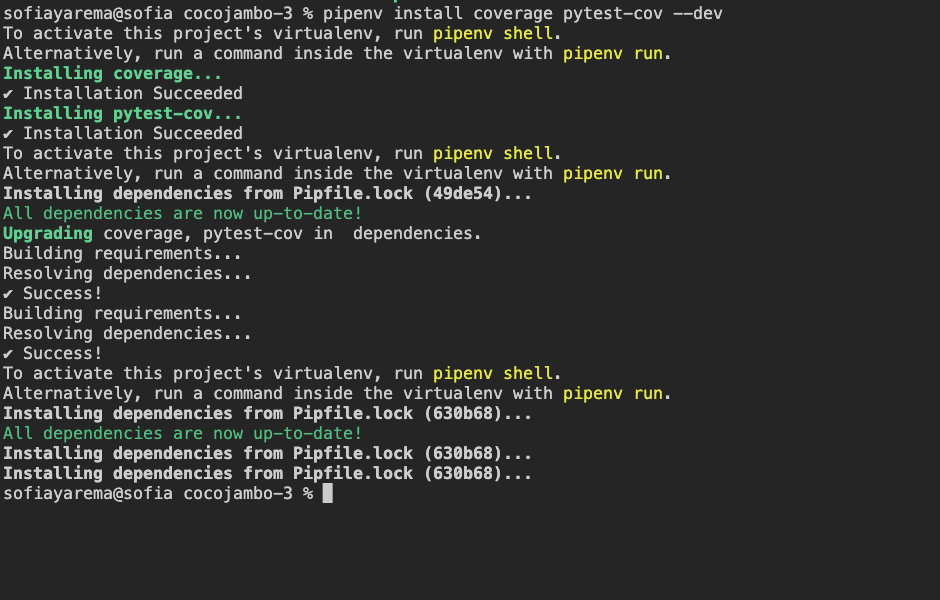 sofiayarema@sofia cocojambo-3 % pipenv install coverage pytest-cov --dev
To activate this project's virtualenv, run pipenv shell.
Alternatively, run a command inside the virtualenv with pipenv run.
Installing coverage...
✔ Installation Succeeded
Installing pytest-cov...
✔ Installation Succeeded
To activate this project's virtualenv, run pipenv shell.
Alternatively, run a command inside the virtualenv with pipenv run.
Installing dependencies from Pipfile.lock (49de54)...
All dependencies are now up-to-date!
Upgrading coverage, pytest-cov in  dependencies.
Building requirements...
Resolving dependencies...
✔ Success!
Building requirements...
Resolving dependencies...
✔ Success!
To activate this project's virtualenv, run pipenv shell.
Alternatively, run a command inside the virtualenv with pipenv run.
Installing dependencies from Pipfile.lock (630b68)...
All dependencies are now up-to-date!
Installing dependencies from Pipfile.lock (630b68)...
Installing dependencies from Pipfile.lock (630b68)...
sofiayarema@sofia cocojambo-3 %